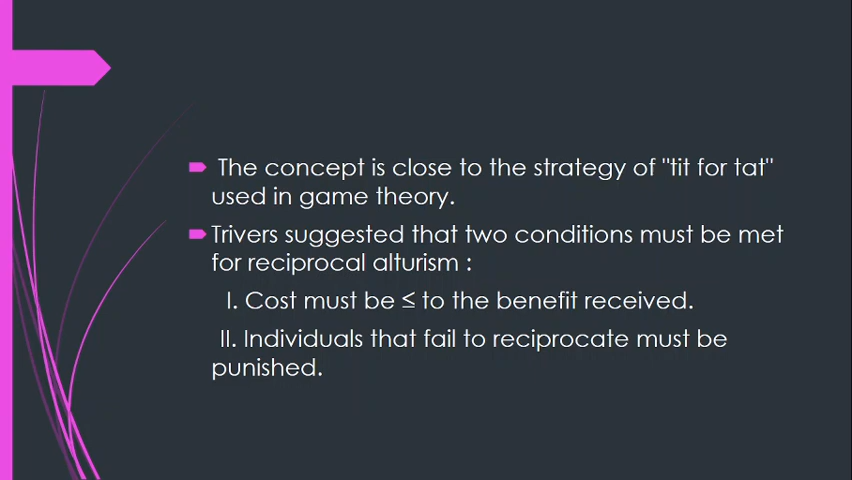 The concept is close to the strategy of "tit for tat"
used in game theory.
Trivers suggested that two conditions must be met
for reciprocal alturism :
I. Cost must be ≤ to the benefit received.
II. Individuals that fail to reciprocate must be
punished.